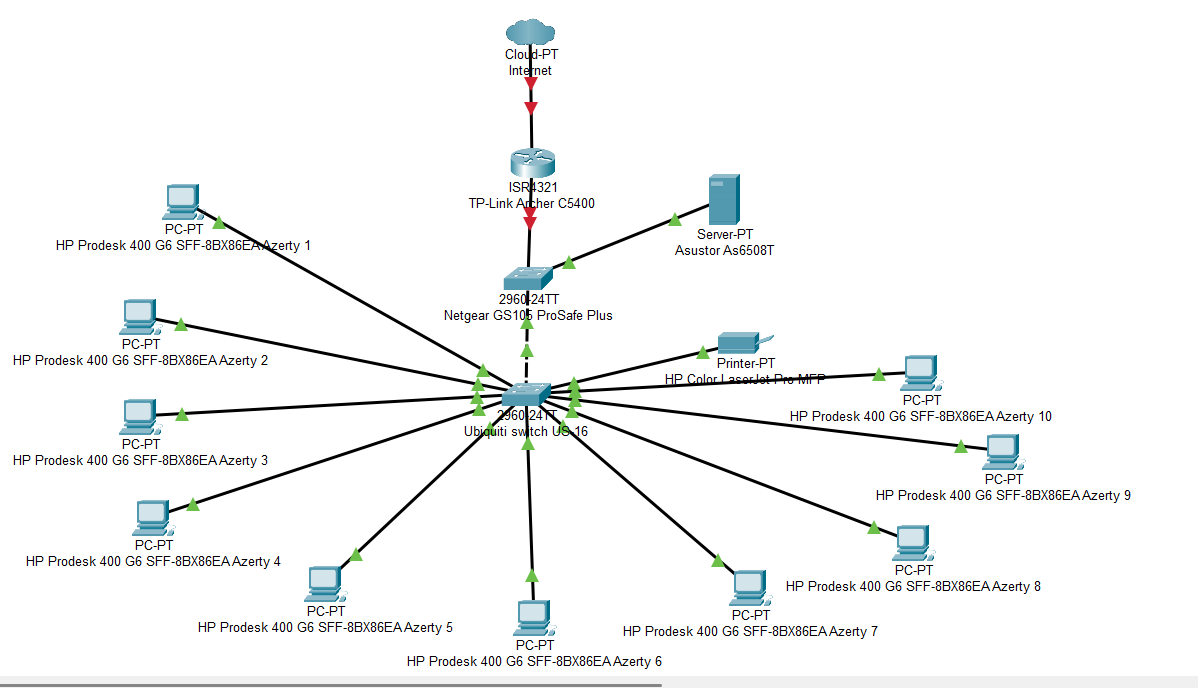 Cloud-PT
Internet
ISR4321
TP-Link Archer C5400
PC-PT
HP Prodesk 400 G6 SFF-8BX86EA Azerty 1
Server-PT
Asustor As6508T
2960-24TT
Netgear GS105 ProSafe Plus
PC-PT
HP Prodesk 400 G6 SFF-8BX86EA Azerty 2
Printer-PT
HP Color LaserJet Pro MFP
PC-PT
HP Prodesk 400 G6 SFF-8BX86EA Azerty 10
2960-24TT
Ubiquiti switch US-16
PC-PT
HP Prodesk 400 G6 SFF-8BX86EA Azerty 3
PC-PT
HP Prodesk 400 G6 SFF-8BX86EA Azerty 9
PC-PT
HP Prodesk 400 G6 SFF-8BX86EA Azerty 4
PC-PT
HP Prodesk 400 G6 SFF-8BX86EA Azerty 8
PC-PT
HP Prodesk 400 G6 SFF-8BX86EA Azerty 5
PC-PT
HP Prodesk 400 G6 SFF-8BX86EA Azerty 7
PC-PT
HP Prodesk 400 G6 SFF-8BX86EA Azerty 6